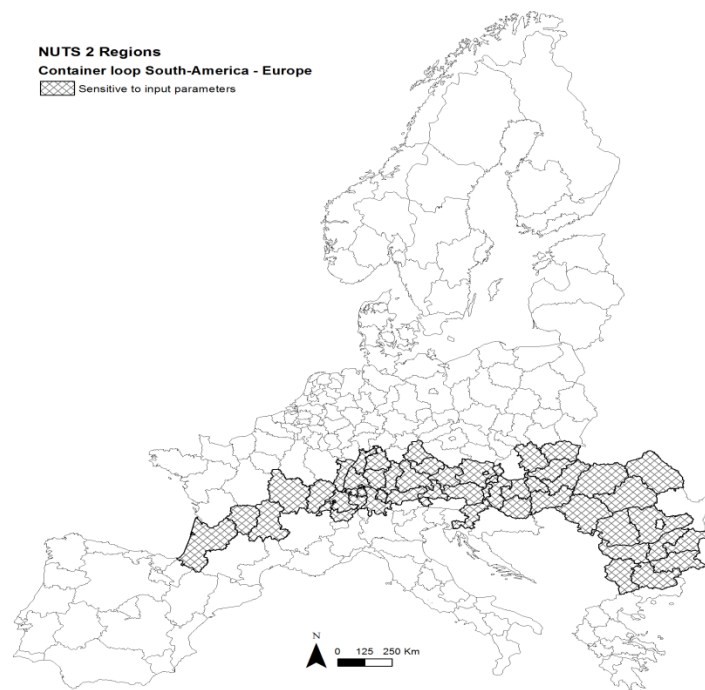 NUTS 2 Regions
Container loop South-America - Europe
Sensitive to input parameters
N
0 125 250 Km